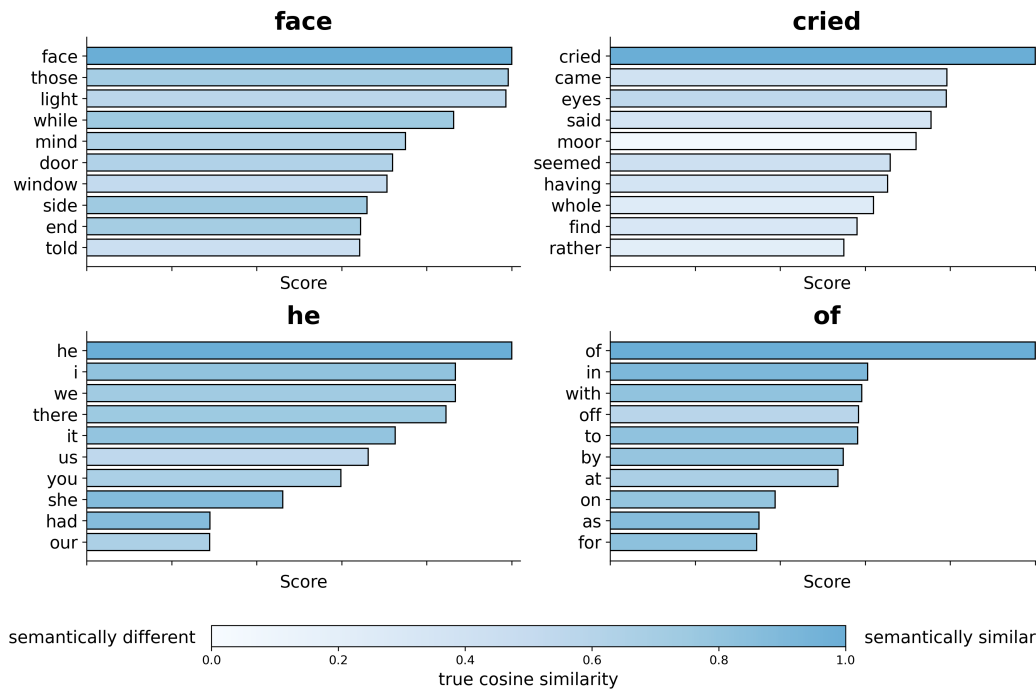 face
face
those
light
while
mind
door
window
side
end
told
Score
cried
cried
came
eyes
said
moor
seemed
having
whole
find
rather
Score
he
he
i
we
there
it
us
you
she
had
our
Score
of
of
in
with
off
to
by
at
on
as
for
Score
semantically different
semantically similar
0.0 0.2 0.4 0.6 0.8 1.0
true cosine similarity